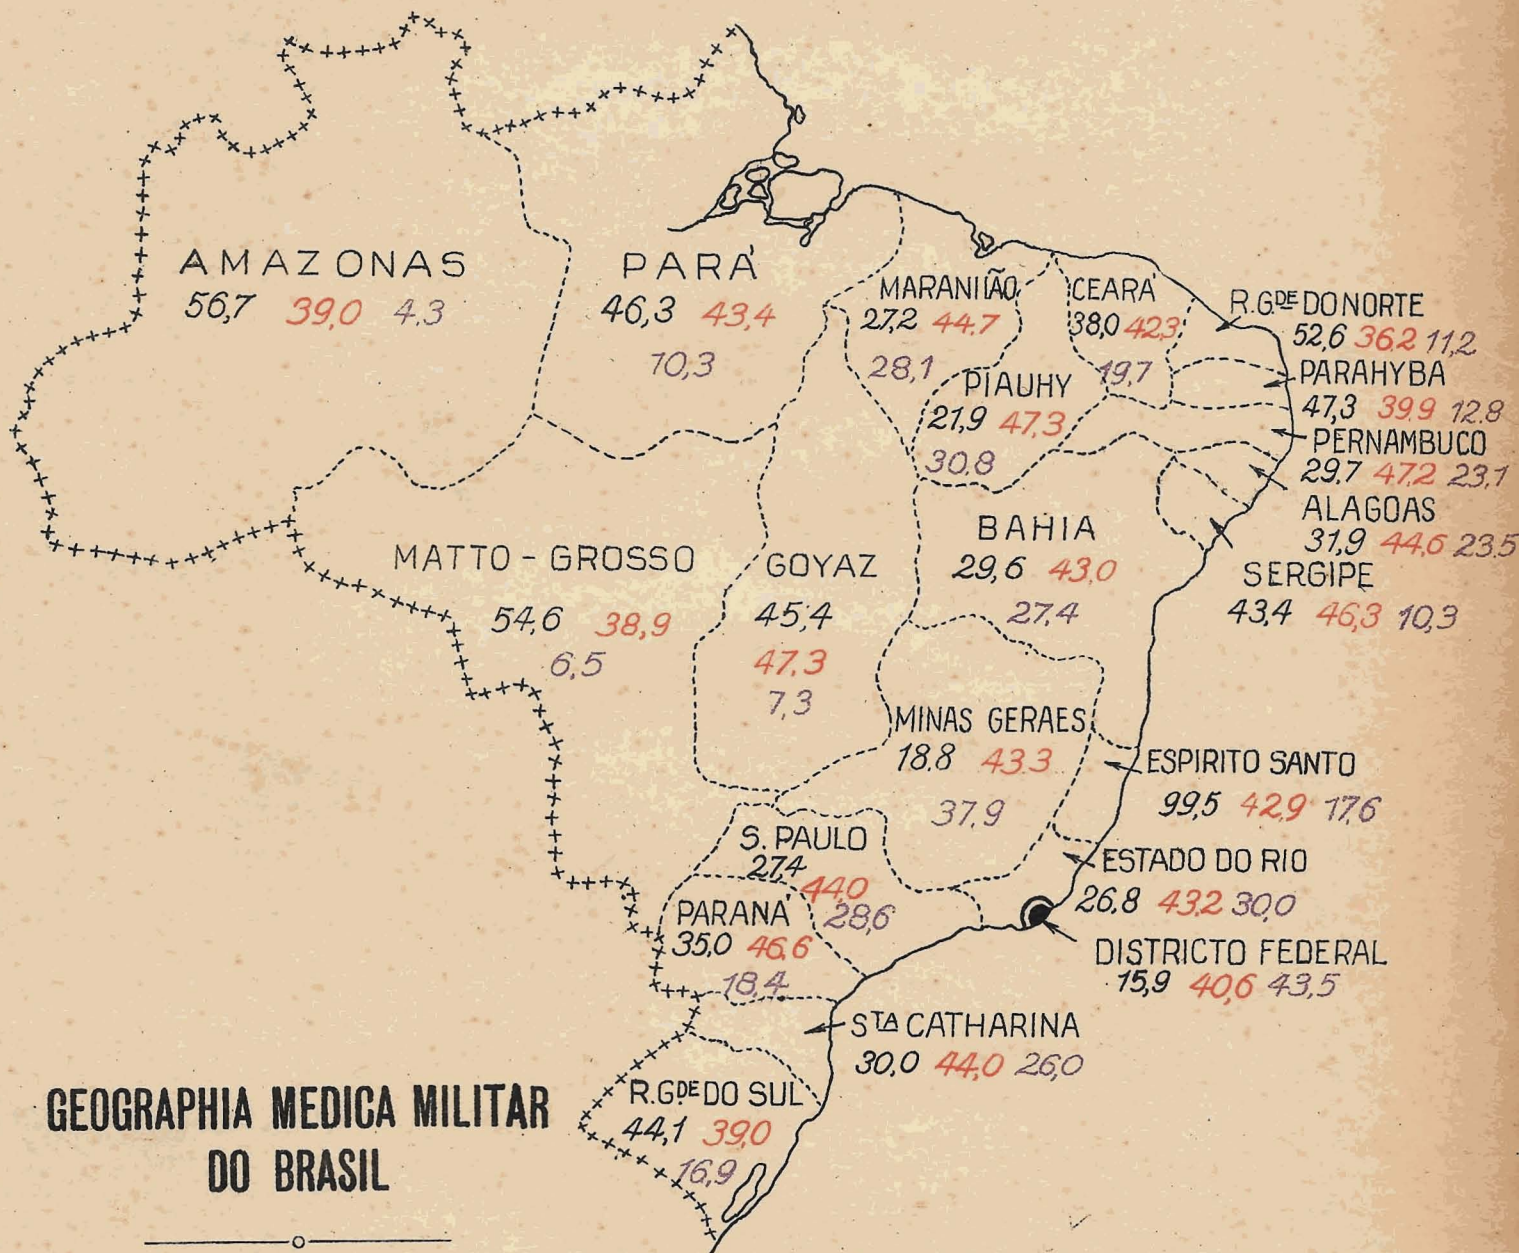 AMAZONAS
56,7 39,0 4.3
PARÁ
46,3 43,4
10,3
MARANHÃO
27,2 44.7
28,1
CEARÁ
38,0 42,3
19,7
R.GDE DO NORTE
52,6 36.2 11,2
PARAHYBA
47,3 39.9 12.8
PIAUHY
21,9 47,3
30,8
PERNAMBUCO
29,7 47,2 23,1
ALAGOAS
31,9 44,6 23.5
SERGIPE
43,4 46,3 10,3
BAHIA
29,6 43,0
27,4
MATTO-GROSSO
54,6 38,9
6,5
GOYAZ
45,4
47.3
7,3
MINAS GERAES
18.8 43.3
37.9
ESPIRITO SANTO
99,5 42,9 17,6
S. PAULO
27,4
44,0
28,6
ESTADO DO RIO
26,8 43,2 30,0
PARANÁ
35,0 46,6
18,4
DISTRICTO FEDERAL
15,9 40,6 43,5
STA CATHARINA
30,0 44,0 26,0
R.GDE DO SUL
44,1 39,0
16,9
GEOGRAPHIA MEDICA MILITAR
DO BRASIL